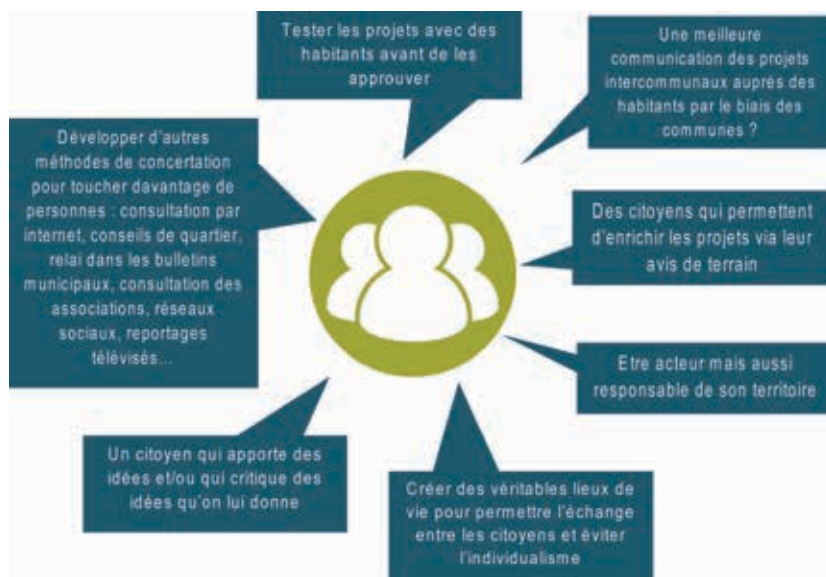 Tester les projets avec des
habitants avant de les
approuver
Une meilleure
communication des projets
intercommunaux auprès des
habitants par le biais des
communes ?
Développer d'autres
méthodes de concertation
pour toucher davantage de
personnes : consultation par
internet, conseils de quartier,
relai dans les bulletins
municipaux, consultation des
associations, réseaux
sociaux, reportages
télévisés...
Des citoyens qui permettent
d'enrichir les projets via leur
avis de terrain
Etre acteur mais aussi
responsable de son territoire
Un citoyen qui apporte des
idées et/ou qui critique des
idées qu'on lui donne
Créer des véritables lieux de
vie pour permettre l'échange
entre les citoyens et éviter
l'individualisme